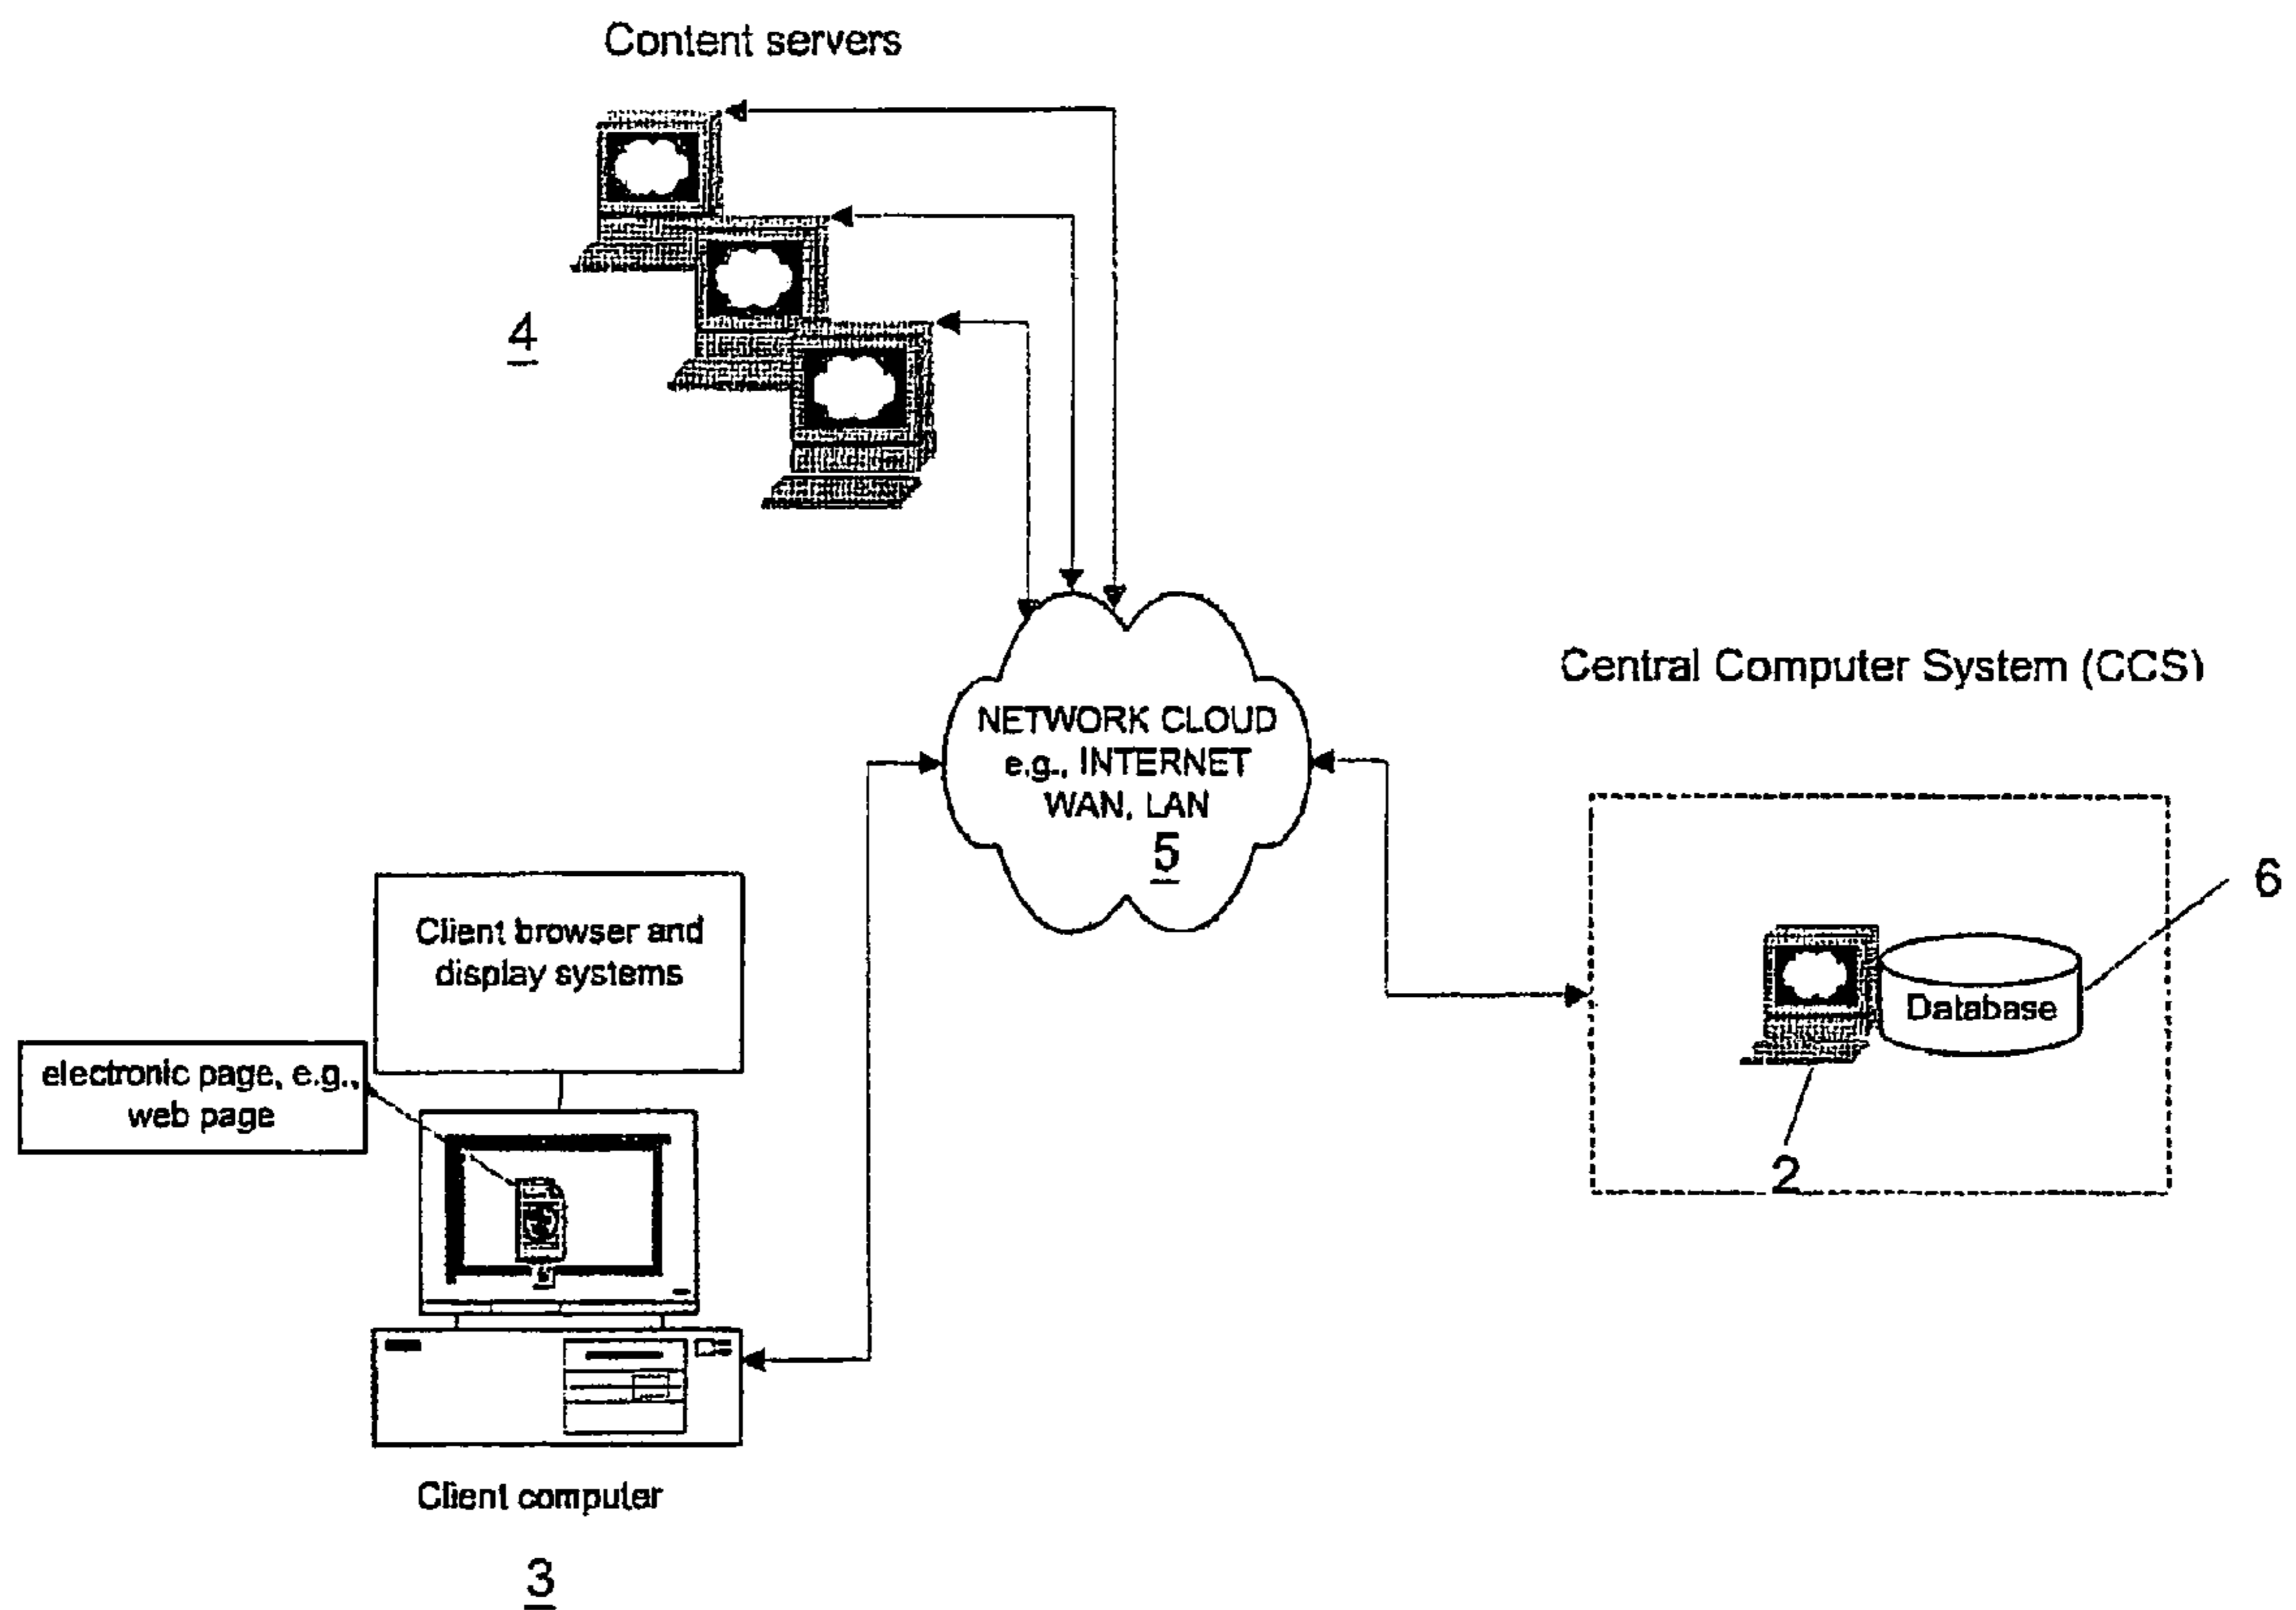 Content servers
4
NETWORK CLOUD
e.g., INTERNET
WAN, LAN
5
Central Computer System (CCS)
6
Database
2
Client browser and
display systems
electronic page, e.g.,
web page
Client computer
3